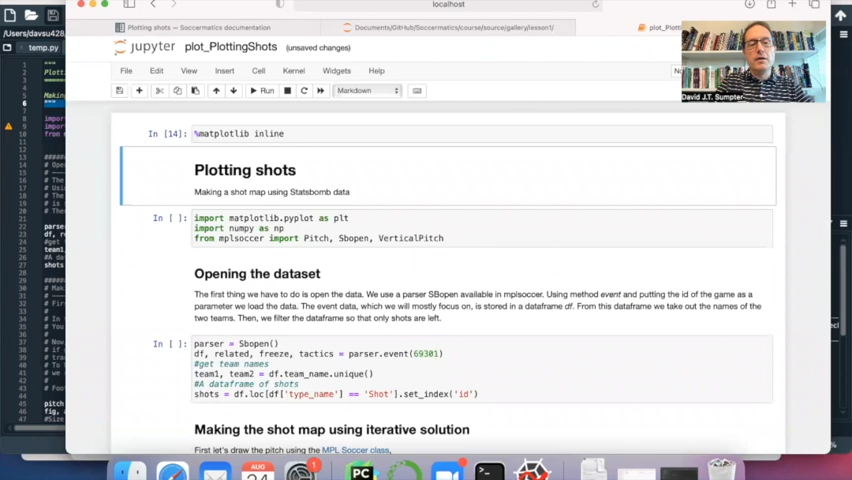 localhost
/Users/davsu428,
Plotting shots — Soccermatics documentation
Documents/GitHub/Soccermatics/course/source/gallery/lesson1/
temp.py
jupyter plot_PlottingShots (unsaved changes)
David J.T. Sumpter
File Edit View Insert Cell Kernel Widgets Help
Run Markdown
In [14]: %matplotlib inline
Plotting shots
Making a shot map using Statsbomb data
In [ ]: import matplotlib.pyplot as plt
import numpy as np
from mplsoccer import Pitch, Sbopen, VerticalPitch
Opening the dataset
The first thing we have to do is open the data. We use a parser SBopen available in mplsoccer. Using method event and putting the id of the game as a
parameter we load the data. The event data, which we will mostly focus on, is stored in a dataframe df. From this dataframe we take out the names of the
two teams. Then, we filter the dataframe so that only shots are left.
In [ ]: parser = Sbopen()
df, related, freeze, tactics = parser.event(69301)
#get team names
team1, team2 = df.team_name.unique()
#A dataframe of shots
shots = df.loc[df['type_name'] == 'Shot'].set_index('id')
Making the shot map using iterative solution
First let's draw the pitch using the MPL Soccer class,
AUG
PC